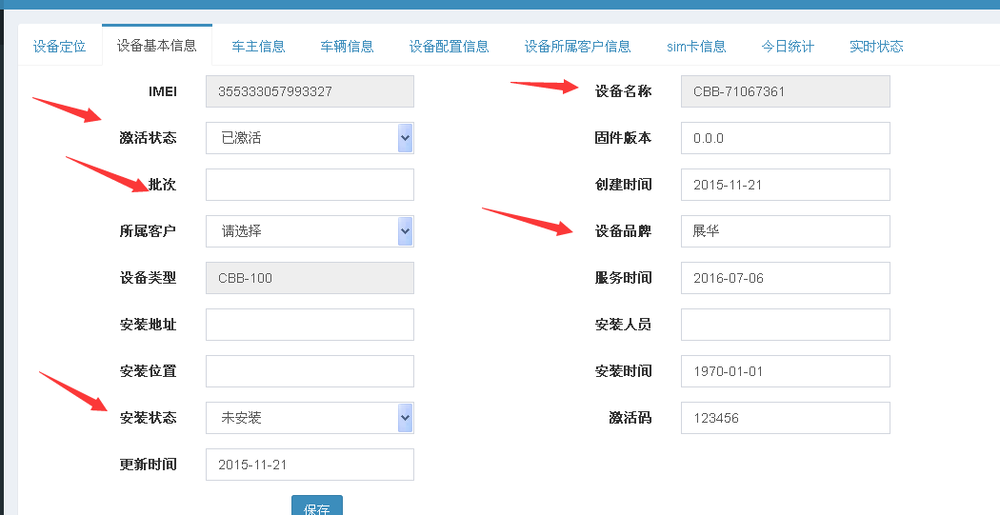 设备定位 设备基本信息 车主信息 车辆信息 设备配置信息 设备所属客户信息 sim卡信息 今日统计 实时状态
IMEI 355333057993327 设备名称 CBB-71067361
激活状态 已激活 固件版本 0.0.0
批次 创建时间 2015-11-21
所属客户 请选择 设备品牌 展华
设备类型 CBB-100 服务时间 2016-07-06
安装地址 安装人员
安装位置 安装时间 1970-01-01
安装状态 未安装 激活码 123456
更新时间 2015-11-21
保存